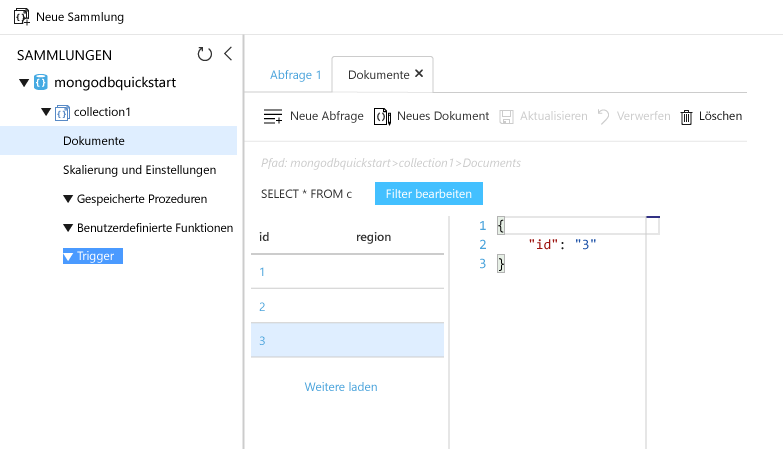 Neue Sammlung
SAMMLUNGEN
mongodbquickstart
collection1
Dokumente
Skalierung und Einstellungen
Gespeicherte Prozeduren
Benutzerdefinierte Funktionen
Trigger
Abfrage 1
Dokumente
Neue Abfrage
Neues Dokument
Aktualisieren
Verwerfen
Löschen
Pfad: mongodbquickstart>collection1>Documents
SELECT * FROM c
Filter bearbeiten
id region
1
2
3
Weitere laden
1 {
2 "id": "3"
3 }